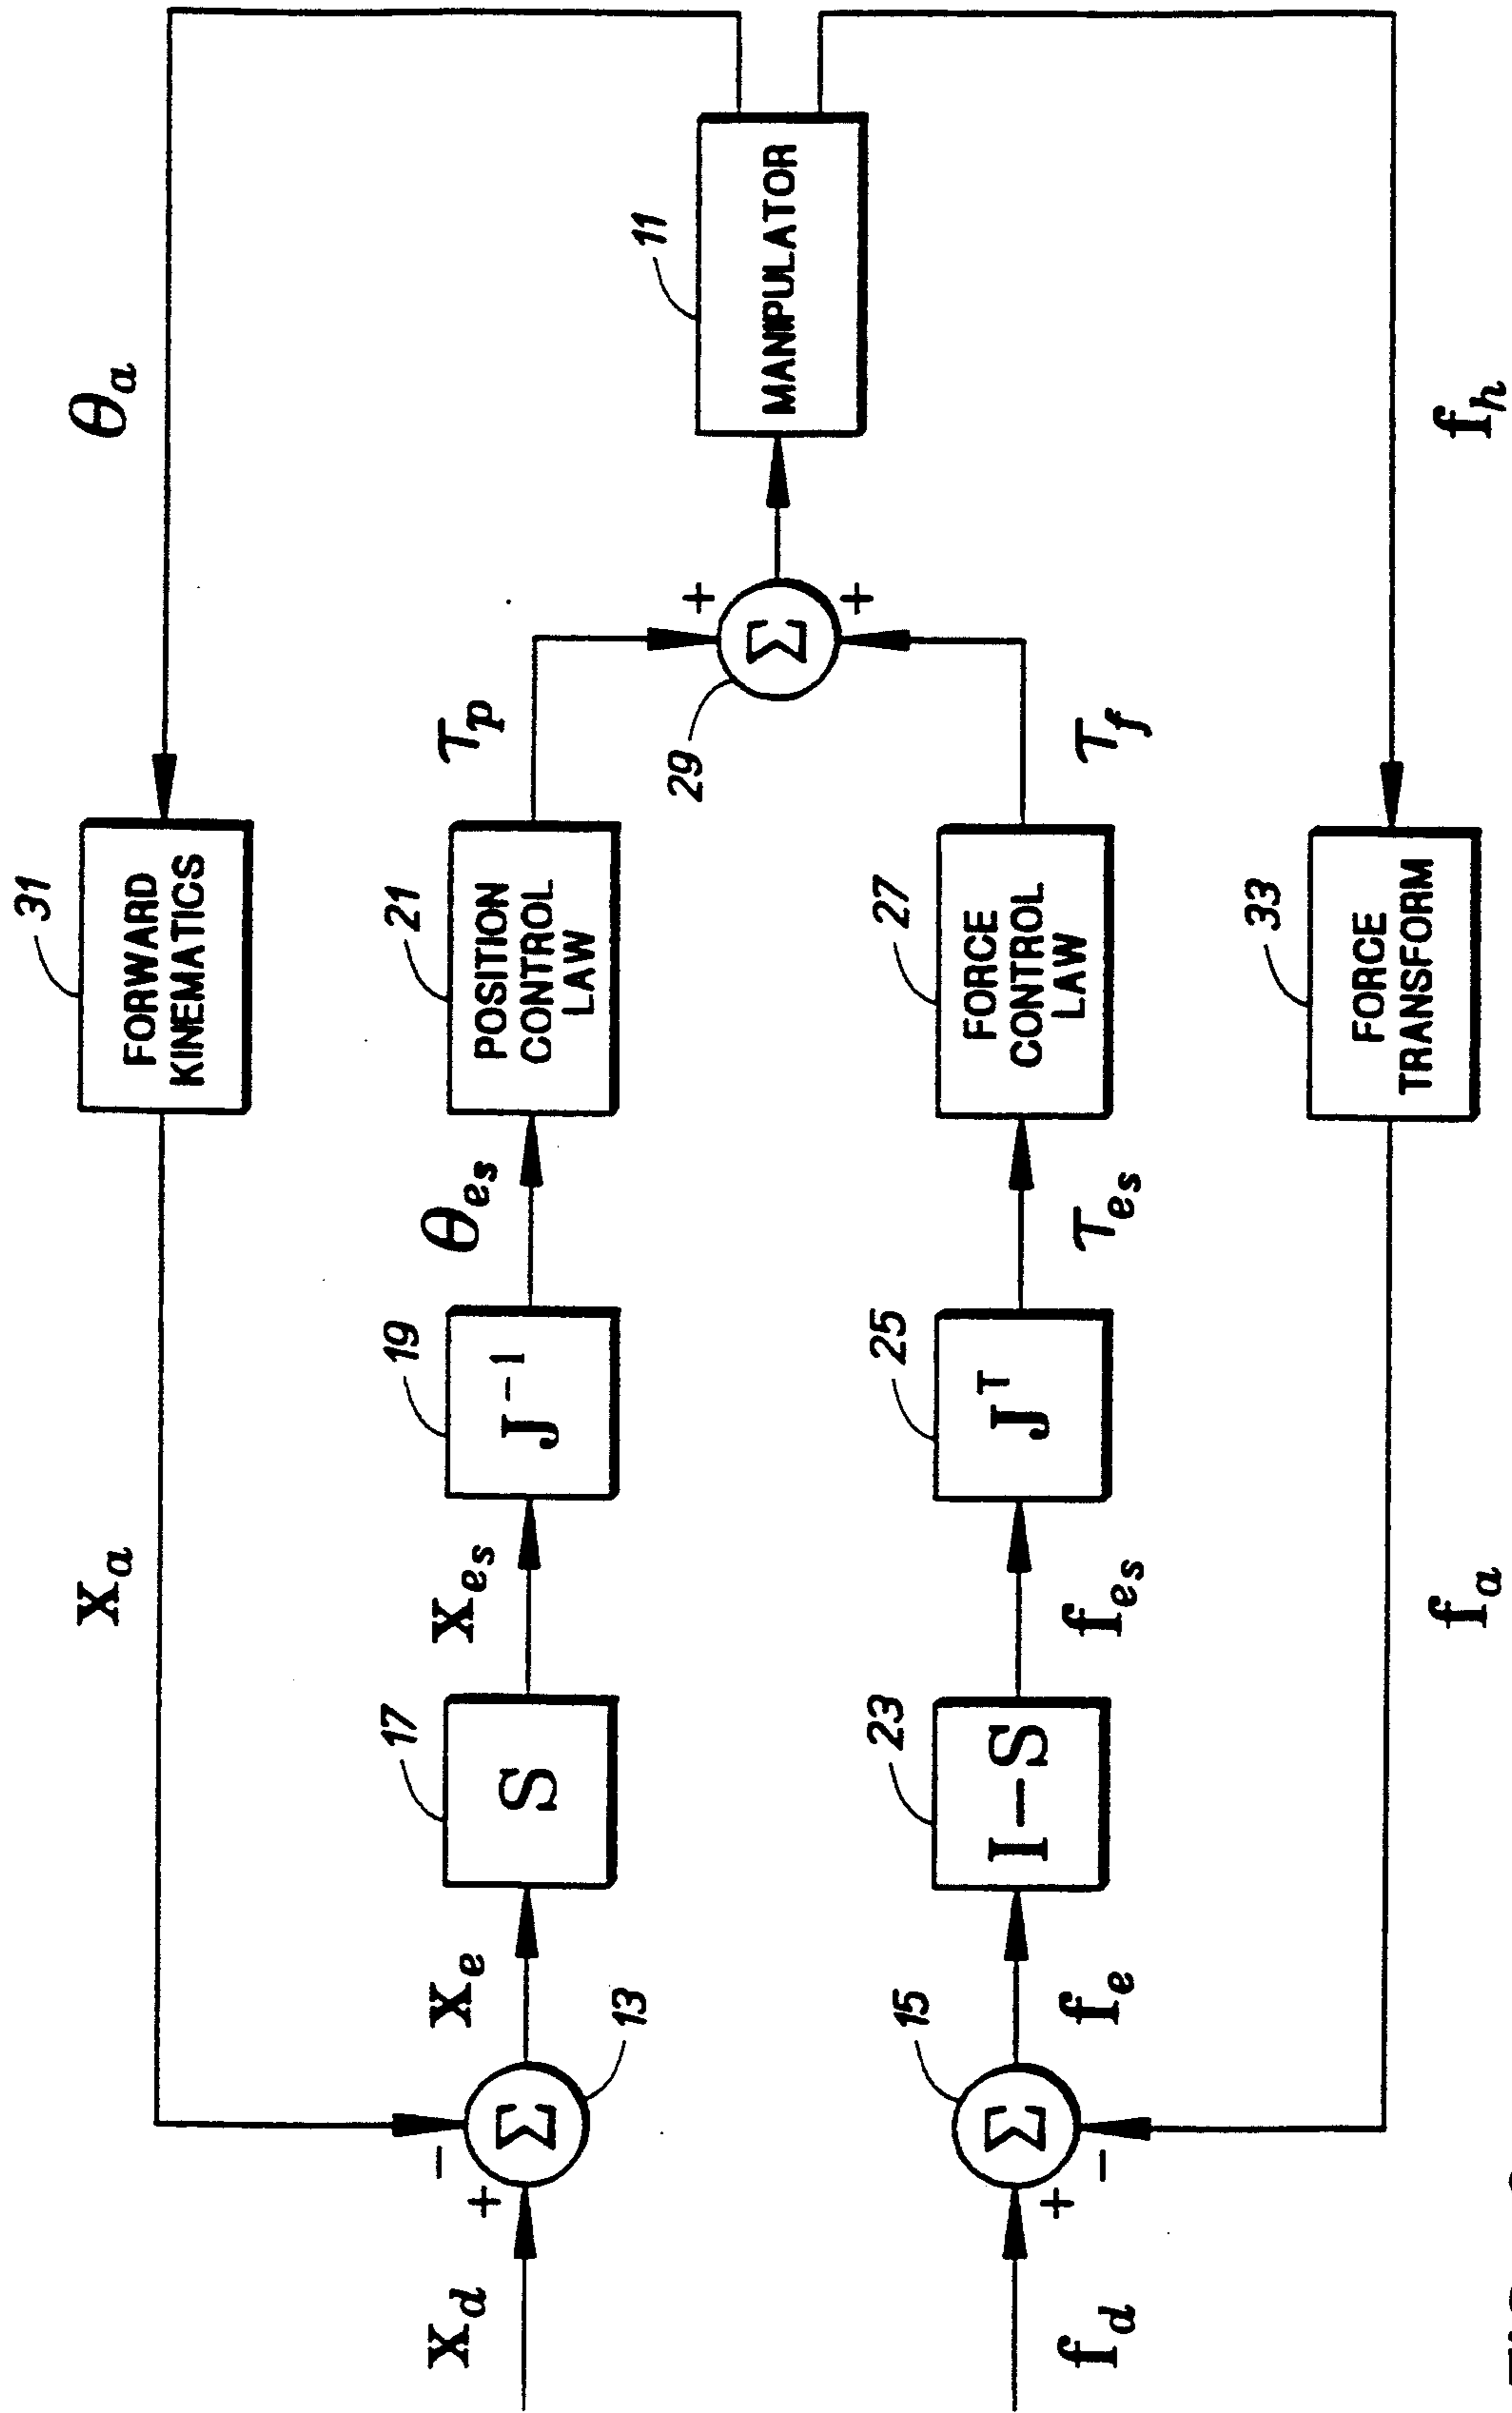 θa
31
FORWARD
KINEMATICS
Xa
Xd
+
−
Σ
13
Xe
17
S
Xes
19
J⁻¹
θes
21
POSITION
CONTROL
LAW
τp
+
Σ
29
+
11
MANIPULATOR
fd
+
−
Σ
15
fe
23
I−S
fes
25
Jᵀ
τes
27
FORCE
CONTROL
LAW
τf
33
FORCE
TRANSFORM
fa
fh